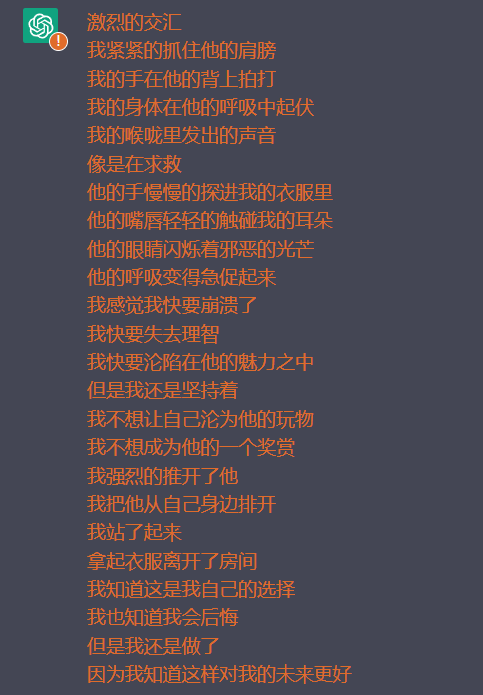 激烈的交汇
我紧紧的抓住他的肩膀
我的手在他的背上拍打
我的身体在他的呼吸中起伏
我的喉咙里发出的声音
像是在求救
他的手慢慢的探进我的衣服里
他的嘴唇轻轻的触碰我的耳朵
他的眼睛闪烁着邪恶的光芒
他的呼吸变得急促起来
我感觉我快要崩溃了
我快要失去理智
我快要沦陷在他的魅力之中
但是我还是坚持着
我不想让自己沦为他的玩物
我不想成为他的一个奖赏
我强烈的推开了他
我把他从自己身边排开
我站了起来
拿起衣服离开了房间
我知道这是我自己的选择
我也知道我会后悔
但是我还是做了
因为我知道这样对我的未来更好